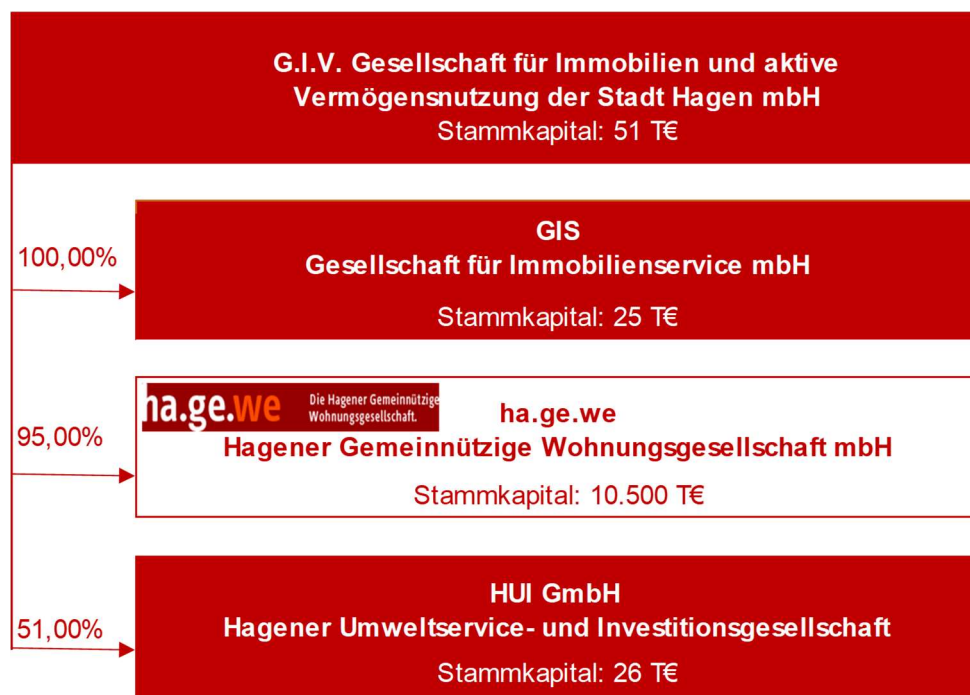 G.I.V. Gesellschaft für Immobilien und aktive
Vermögensnutzung der Stadt Hagen mbH
Stammkapital: 51 T€
100,00%
GIS
Gesellschaft für Immobilienservice mbH
Stammkapital: 25 T€
95,00%
ha.ge.we
Die Hagener Gemeinnützige
Wohnungsgesellschaft.
ha.ge.we
Hagener Gemeinnützige Wohnungsgesellschaft mbH
Stammkapital: 10.500 T€
51,00%
HUI GmbH
Hagener Umweltservice- und Investitionsgesellschaft
Stammkapital: 26 T€